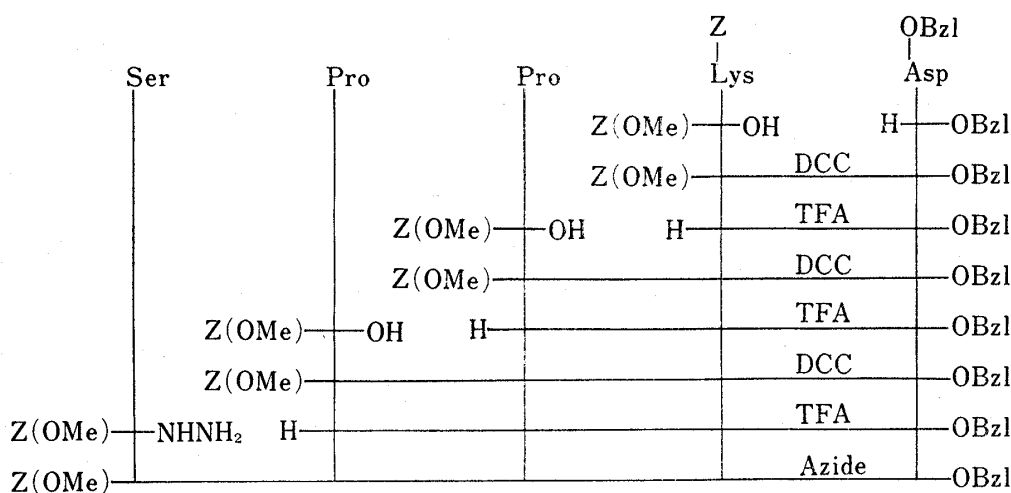 Z OBzl
Ser Pro Pro Lys Asp
Z(OMe) OH H OBzl
Z(OMe) DCC OBzl
Z(OMe) OH H TFA OBzl
Z(OMe) DCC OBzl
Z(OMe) OH H TFA OBzl
Z(OMe) DCC OBzl
Z(OMe) NHNH₂ H TFA OBzl
Z(OMe) Azide OBzl